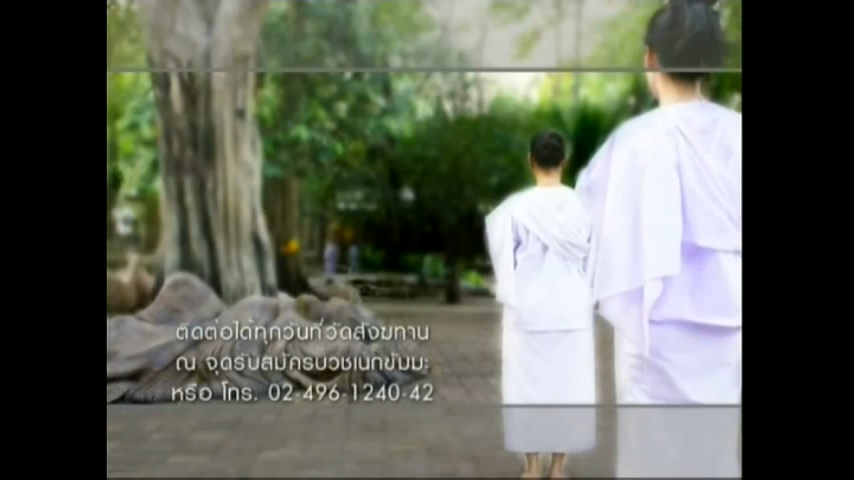 ติดต่อได้ทุกวันที่วัดสังฆทาน
ณ จุดรับสมัครบวชเนกขัมมะ
หรือ โทร. 02-496-1240-42